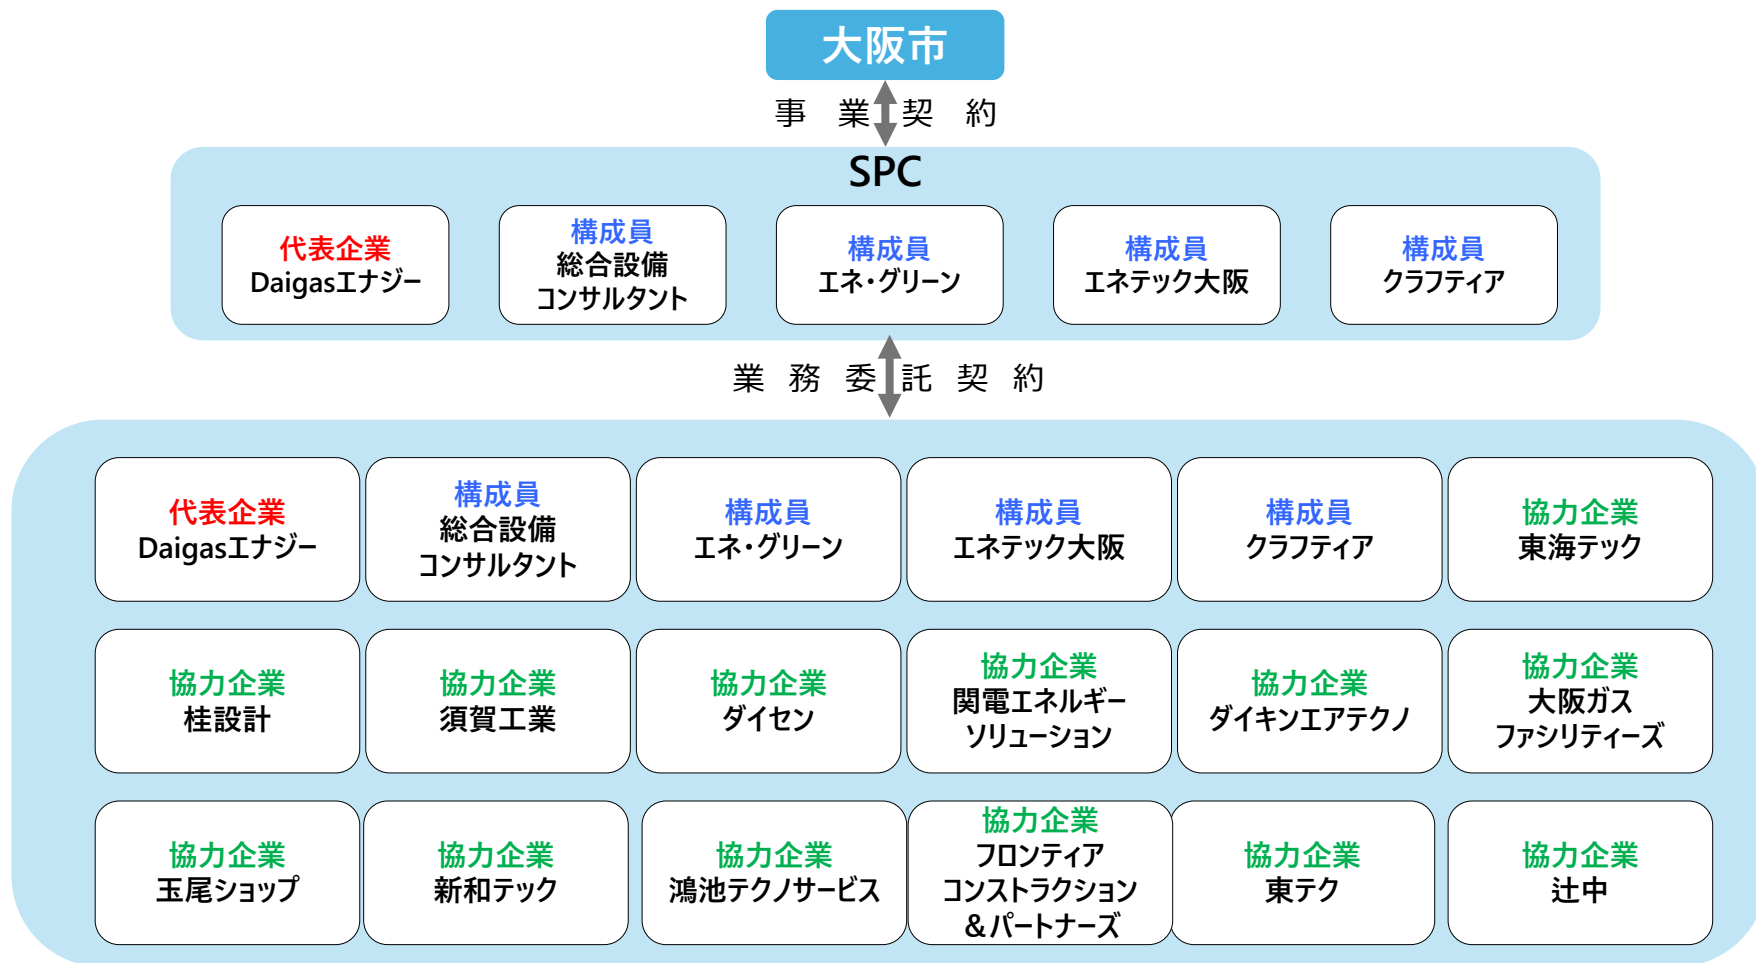 大阪市
事業契約
SPC
代表企業
Daigasエナジー
構成員
総合設備
コンサルタント
構成員
エネ・グリーン
構成員
エネテック大阪
構成員
クラフティア
業務委託契約
代表企業
Daigasエナジー
構成員
総合設備
コンサルタント
構成員
エネ・グリーン
構成員
エネテック大阪
構成員
クラフティア
協力企業
東海テック
協力企業
桂設計
協力企業
須賀工業
協力企業
ダイセン
協力企業
関電エネルギー
ソリューション
協力企業
ダイキンエアテクノ
協力企業
大阪ガス
ファシリティーズ
協力企業
玉尾ショップ
協力企業
新和テック
協力企業
鴻池テクノサービス
協力企業
フロンティア
コンストラクション
&パートナーズ
協力企業
東テク
協力企業
辻中